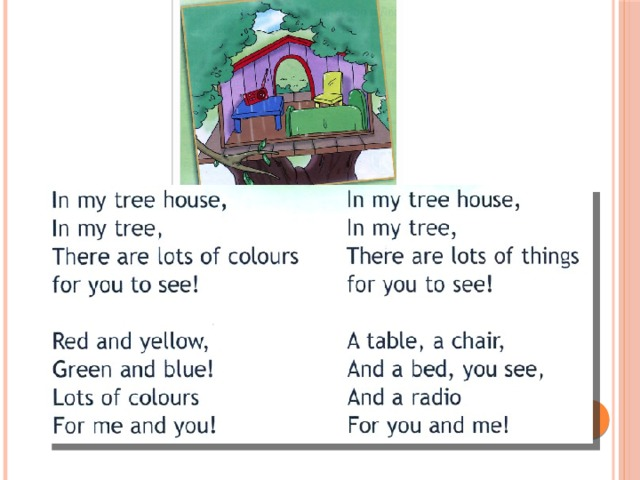 In my tree house,
In my tree,
There are lots of colours
for you to see!
Red and yellow,
Green and blue!
Lots of colours
For me and you!
In my tree house,
In my tree,
There are lots of things
for you to see!
A table, a chair,
And a bed, you see,
And a radio
For you and me!